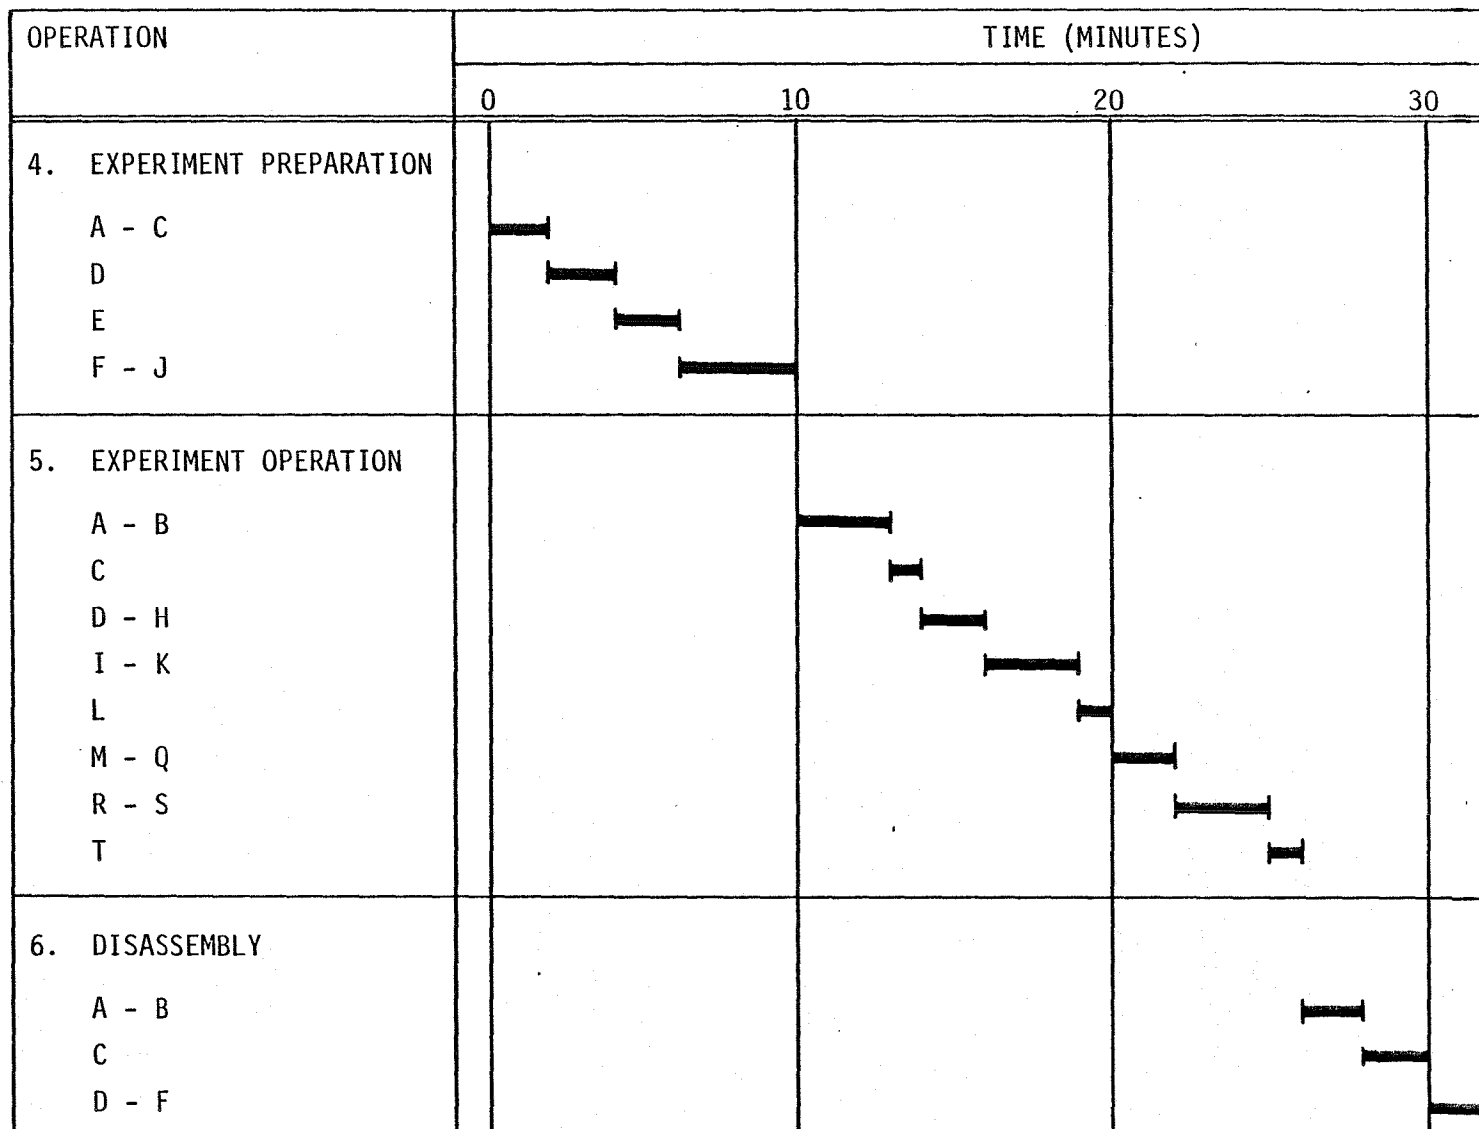 OPERATION TIME (MINUTES)
0 10 20 30
4. EXPERIMENT PREPARATION
A - C
D
E
F - J
5. EXPERIMENT OPERATION
A - B
C
D - H
I - K
L
M - Q
R - S
T
6. DISASSEMBLY
A - B
C
D - F